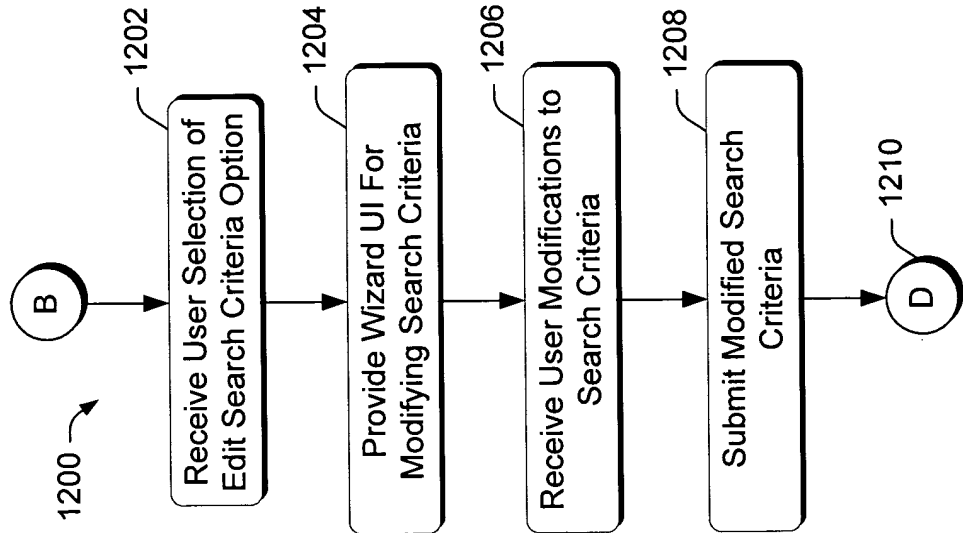 1200
B
1202
Receive User Selection of
Edit Search Criteria Option
1204
Provide Wizard UI For
Modifying Search Criteria
1206
Receive User Modifications to
Search Criteria
1208
Submit Modified Search
Criteria
1210
D